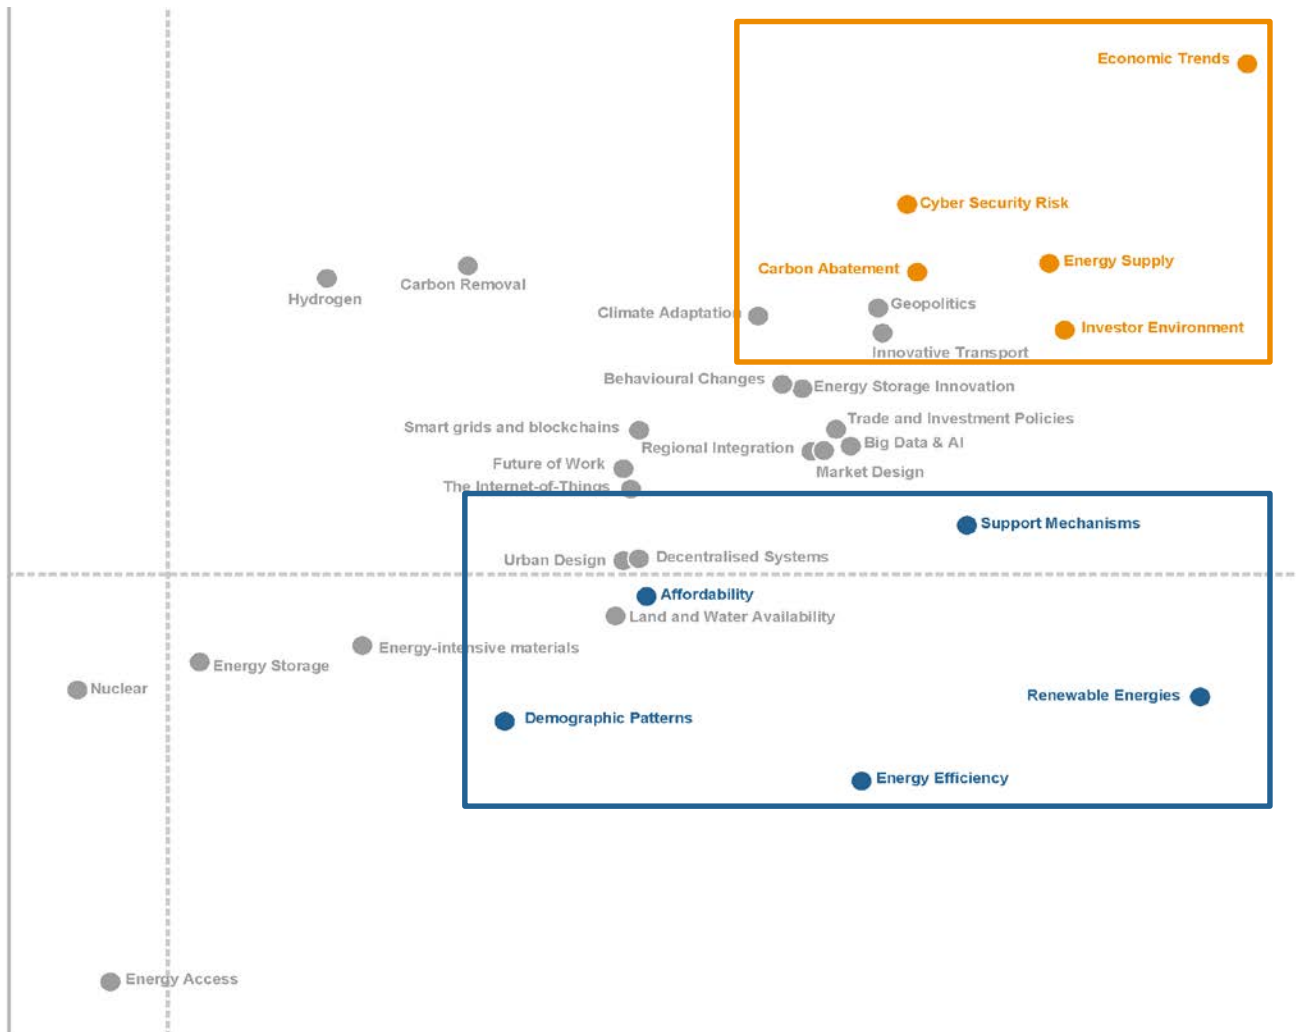 Economic Trends
Cyber Security Risk
Energy Supply
Carbon Abatement
Carbon Removal
Hydrogen
Geopolitics
Climate Adaptation
Investor Environment
Innovative Transport
Behavioural Changes
Energy Storage Innovation
Trade and Investment Policies
Smart grids and blockchains
Big Data & AI
Regional Integration
Future of Work
Market Design
The Internet-of-Things
Support Mechanisms
Urban Design
Decentralised Systems
Affordability
Land and Water Availability
Energy-intensive materials
Energy Storage
Nuclear
Renewable Energies
Demographic Patterns
Energy Efficiency
Energy Access